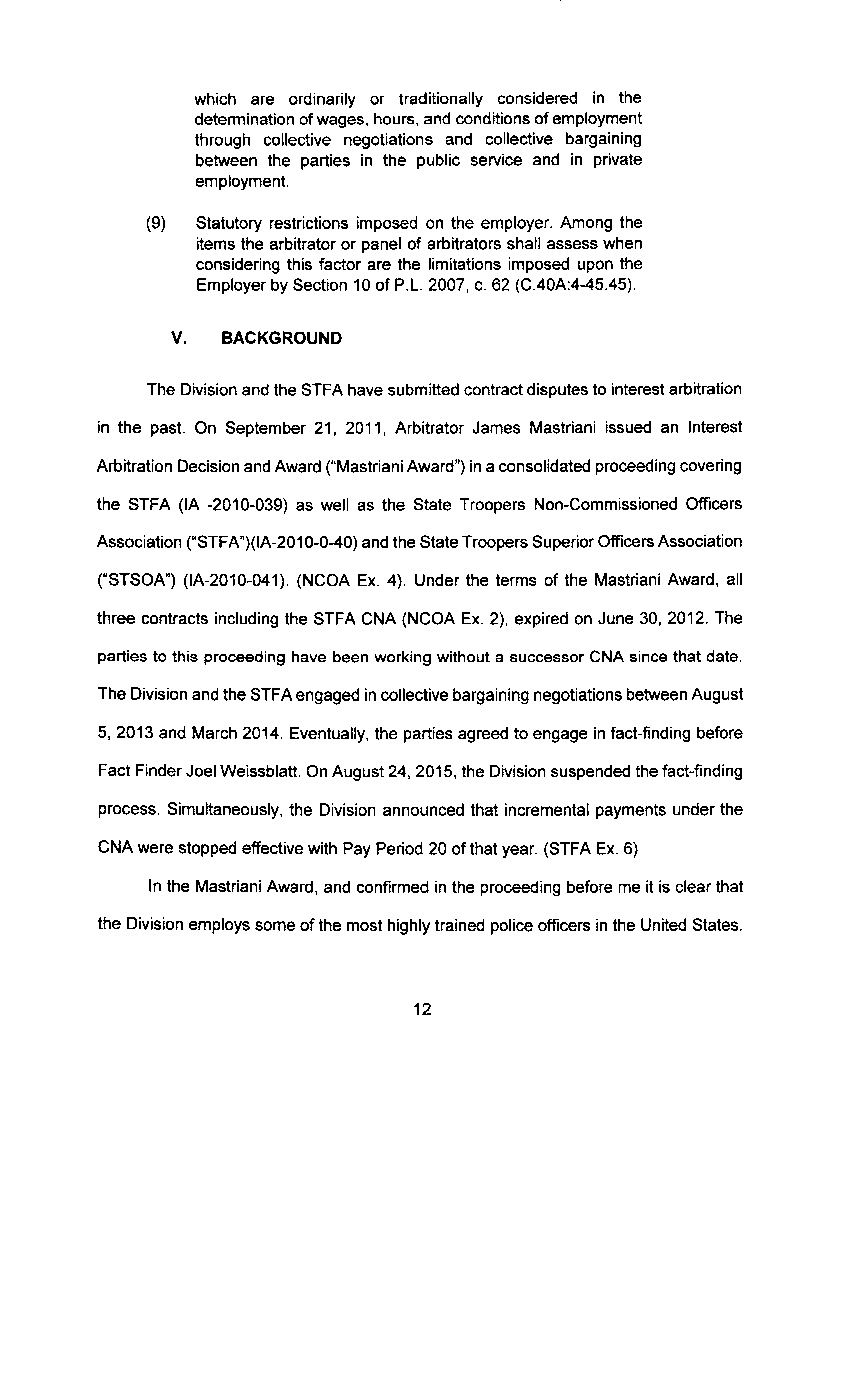 which are ordinarily or traditionally considered in the
determination of wages, hours, and conditions of employment
through collective negotiations and collective bargaining
between the parties in the public service and in private
employment.
(9) Statutory restrictions imposed on the employer. Among the
items the arbitrator or panel of arbitrators shall assess when
considering this factor are the limitations imposed upon the
Employer by Section 10 of P.L. 2007, c. 62 (C.40A:4-45.45).
V. BACKGROUND
The Division and the STFA have submitted contract disputes to interest arbitration
in the past. On September 21, 2011, Arbitrator James Mastriani issued an Interest
Arbitration Decision and Award ("Mastriani Award") in a consolidated proceeding covering
the STFA (IA -2010-039) as well as the State Troopers Non-Commissioned Officers
Association ("STFA")(IA-2010-0-40) and the State Troopers Superior Officers Association
("STSOA") (IA-2010-041). (NCOA Ex. 4). Under the terms of the Mastriani Award, all
three contracts including the STFA CNA (NCOA Ex. 2), expired on June 30, 2012. The
parties to this proceeding have been working without a successor CNA since that date.
The Division and the STFA engaged in collective bargaining negotiations between August
5, 2013 and March 2014. Eventually, the parties agreed to engage in fact-finding before
Fact Finder Joel Weissblatt. On August 24, 2015, the Division suspended the fact-finding
process. Simultaneously, the Division announced that incremental payments under the
CNA were stopped effective with Pay Period 20 of that year. (STFA Ex. 6)
In the Mastriani Award, and confirmed in the proceeding before me it is clear that
the Division employs some of the most highly trained police officers in the United States.
12